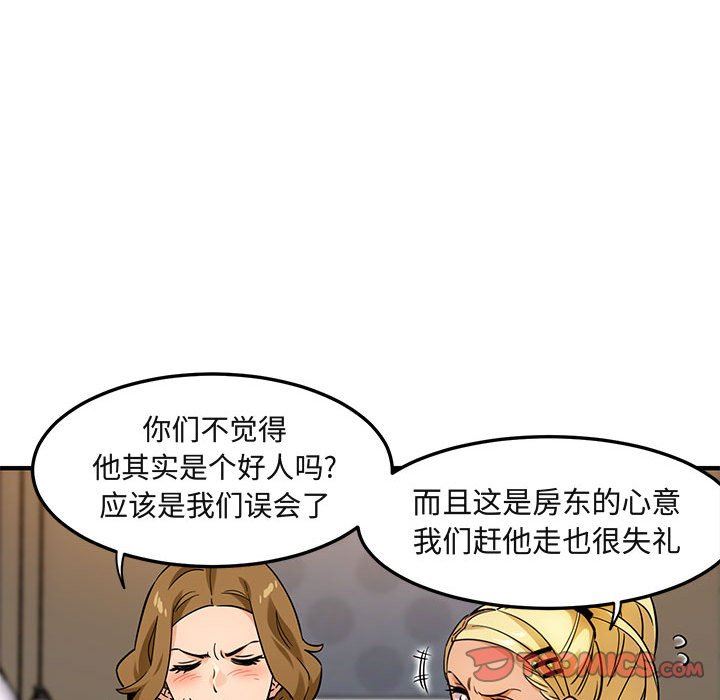 你们不觉得
他其实是个好人吗?
应该是我们误会了
而且这是房东的心意
我们赶他走也很失礼
DTCOMICS.COM